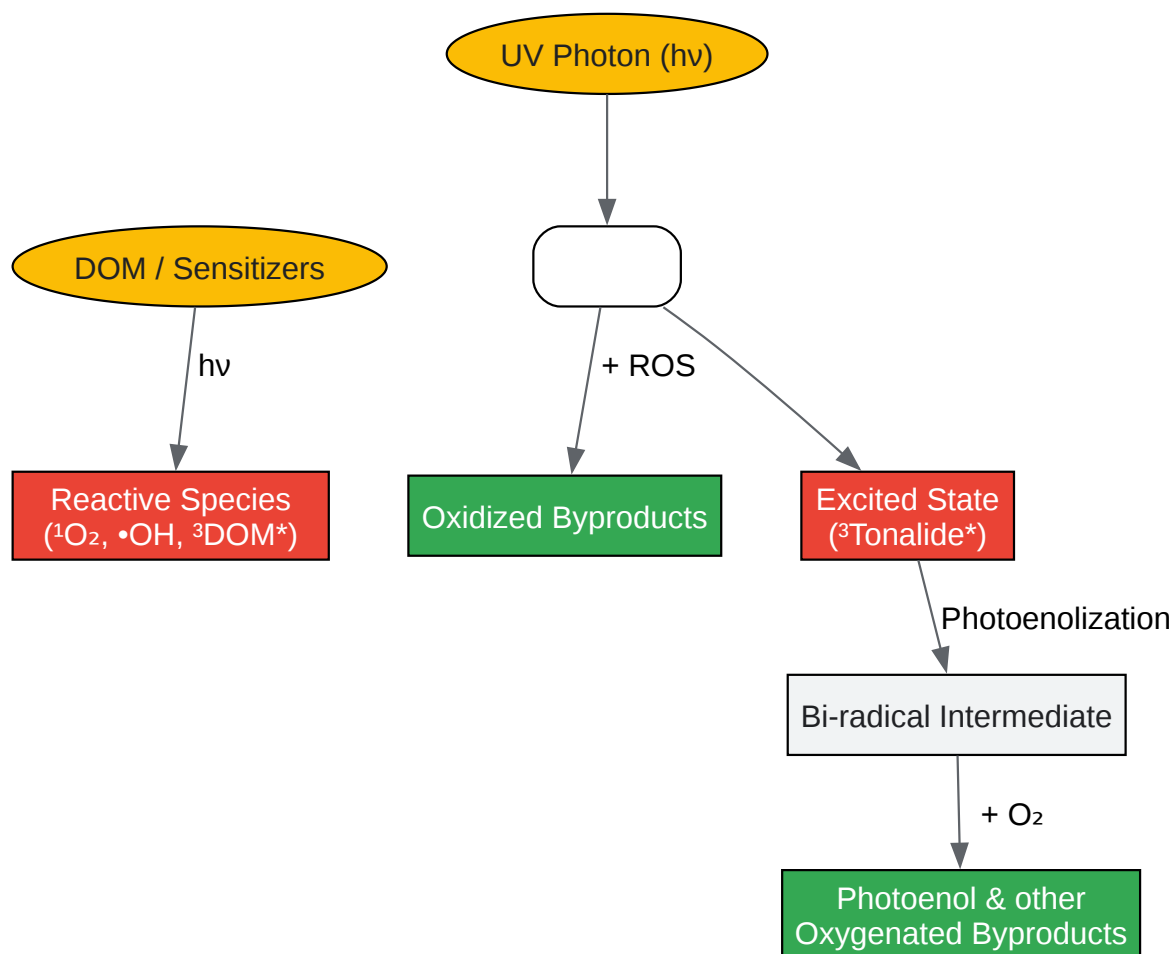 UV Photon (hν)
DOM / Sensitizers
hν
+ ROS
Reactive Species
(¹O₂, •OH, ³DOM*)
Oxidized Byproducts
Excited State
(³Tonalide*)
Photoenolization
Bi-radical Intermediate
+ O₂
Photoenol & other
Oxygenated Byproducts